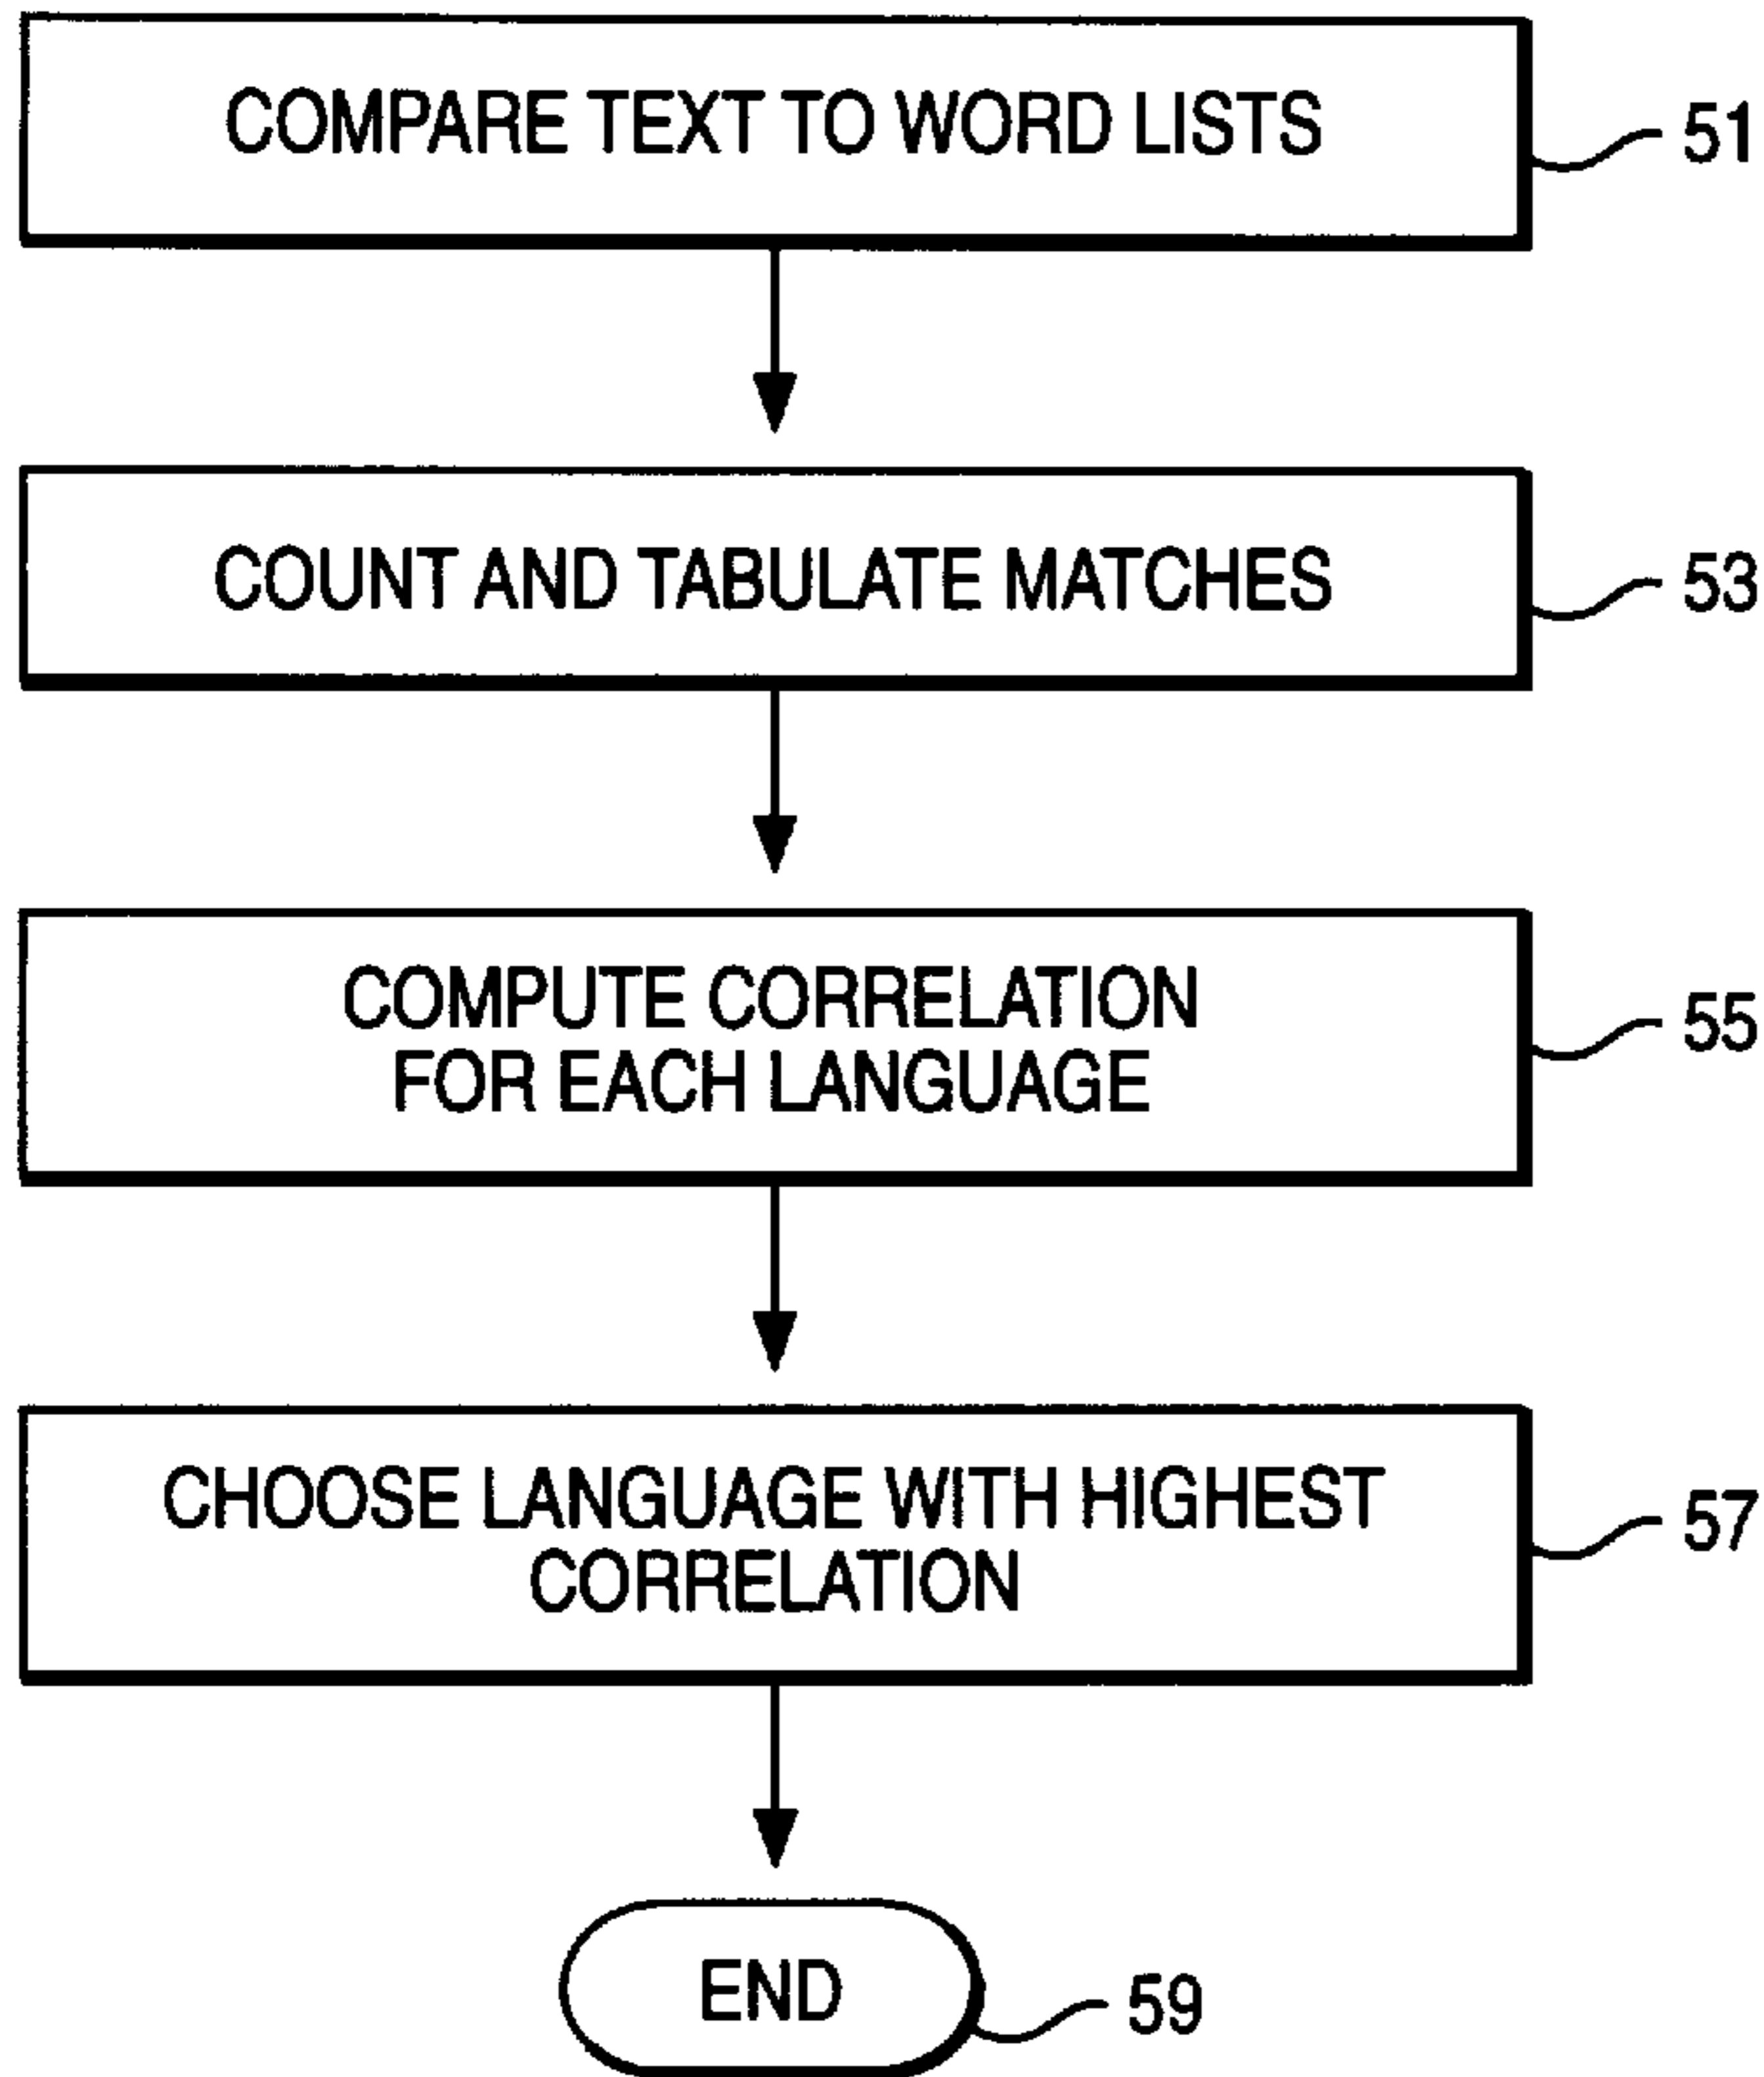 COMPARE TEXT TO WORD LISTS
51
COUNT AND TABULATE MATCHES
53
COMPUTE CORRELATION
FOR EACH LANGUAGE
55
CHOOSE LANGUAGE WITH HIGHEST
CORRELATION
57
END
59